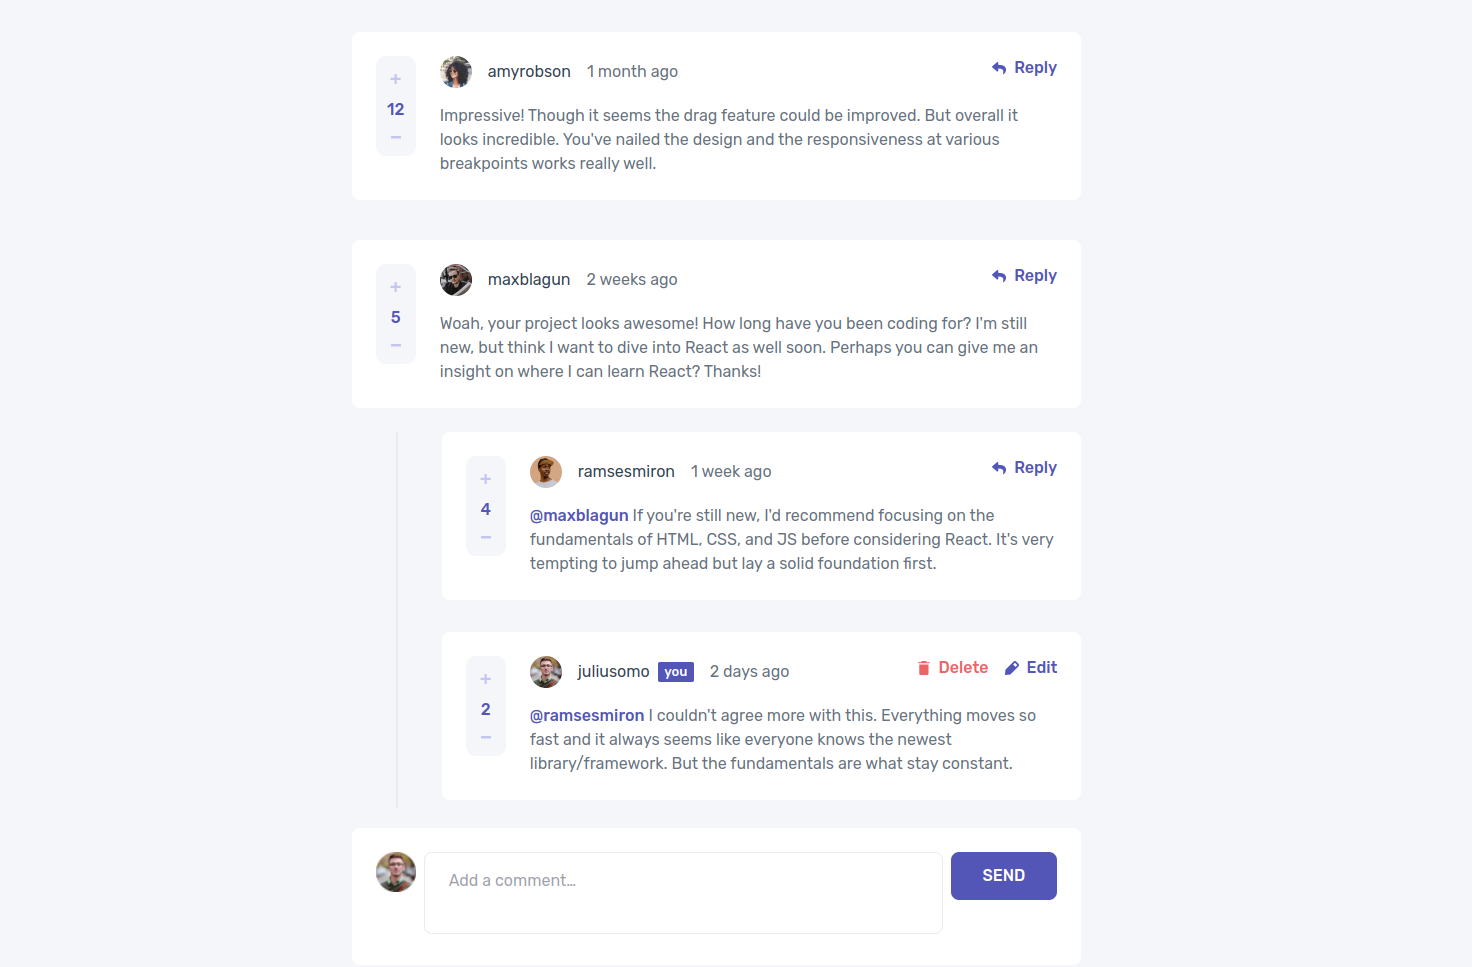 +
12
−
amyrobson 1 month ago
Reply
Impressive! Though it seems the drag feature could be improved. But overall it
looks incredible. You've nailed the design and the responsiveness at various
breakpoints works really well.
+
5
−
maxblagun 2 weeks ago
Reply
Woah, your project looks awesome! How long have you been coding for? I'm still
new, but think I want to dive into React as well soon. Perhaps you can give me an
insight on where I can learn React? Thanks!
+
4
−
ramsesmiron 1 week ago
Reply
@maxblagun If you're still new, I'd recommend focusing on the
fundamentals of HTML, CSS, and JS before considering React. It's very
tempting to jump ahead but lay a solid foundation first.
+
2
−
juliusomo you 2 days ago
Delete Edit
@ramsesmiron I couldn't agree more with this. Everything moves so
fast and it always seems like everyone knows the newest
library/framework. But the fundamentals are what stay constant.
Add a comment…
SEND